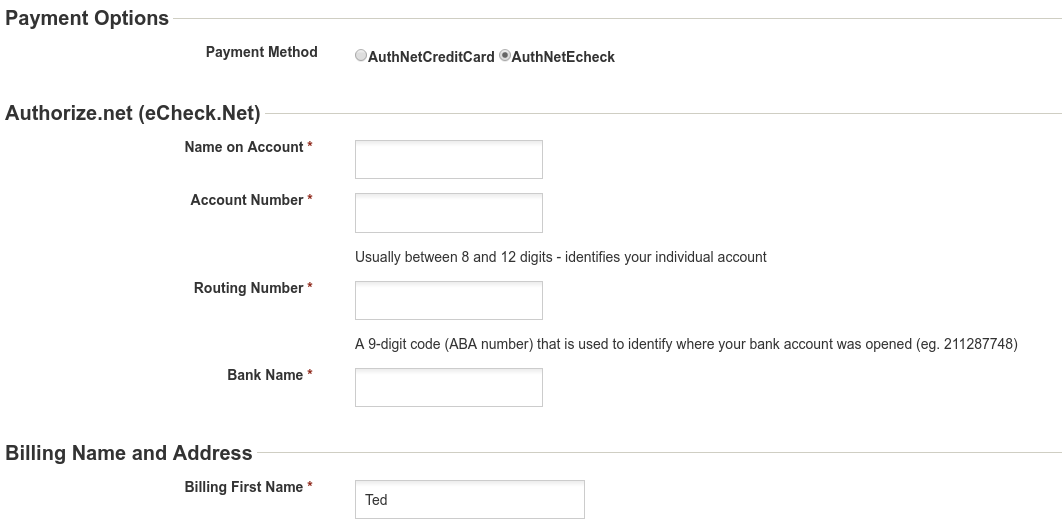 Payment Options
Payment Method AuthNetCreditCard AuthNetEcheck
Authorize.net (eCheck.Net)
Name on Account *
Account Number *
Usually between 8 and 12 digits - identifies your individual account
Routing Number *
A 9-digit code (ABA number) that is used to identify where your bank account was opened (eg. 211287748)
Bank Name *
Billing Name and Address
Billing First Name * Ted